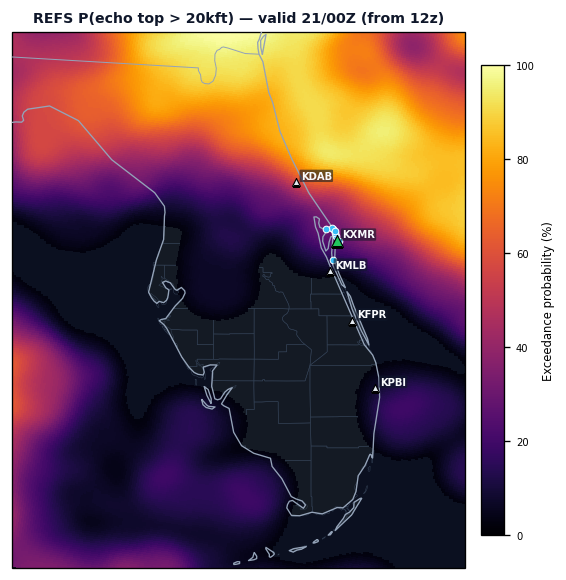 REFS P(echo top > 20kft) — valid 21/00Z (from 12z)
KDAB
KXMR
KMLB
KFPR
KPBI
100
80
60
40
20
0
Exceedance probability (%)